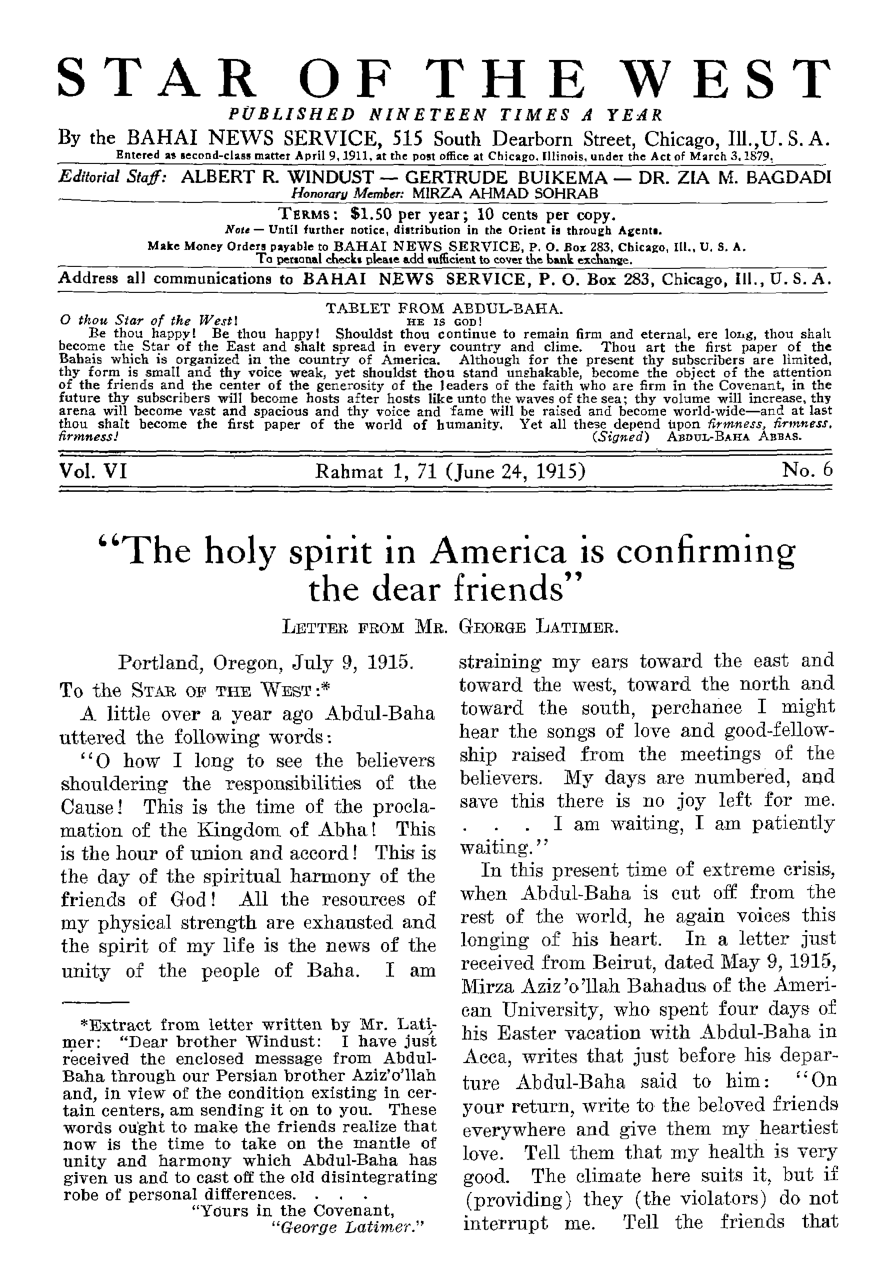 STAR OF THE WEST
PUBLISHED NINETEEN TIMES A YEAR
By the BAHAI NEWS SERVICE, 515 South Dearborn Street, Chicago, Ill., U. S. A.
Entered as second-class matter April 9, 1911, at the post office at Chicago, Illinois, under the Act of March 3, 1879.
Editorial Staff: ALBERT R. WINDUST — GERTRUDE BUIKEMA — DR. ZIA M. BAGDADI
Honorary Member: MIRZA AHMAD SOHRAB
TERMS: $1.50 per year; 10 cents per copy.
Note — Until further notice, distribution in the Orient is through Agents.
Make Money Orders payable to BAHAI NEWS SERVICE, P. O. Box 283, Chicago, Ill., U. S. A.
To personal checks please add sufficient to cover the bank exchange.
Address all communications to BAHAI NEWS SERVICE, P. O. Box 283, Chicago, Ill., U. S. A.
TABLET FROM ABDUL-BAHA.
O thou Star of the West!
HE IS GOD!
Be thou happy! Be thou happy! Shouldst thou continue to remain firm and eternal, ere long, thou shalt
become the Star of the East and shalt spread in every country and clime. Thou art the first paper of the
Bahais which is organized in the country of America. Although for the present thy subscribers are limited,
thy form is small and thy voice weak, yet shouldst thou stand unshakable, become the object of the attention
of the friends and the center of the generosity of the leaders of the faith who are firm in the Covenant, in the
future thy subscribers will become hosts after hosts like unto the waves of the sea; thy volume will increase, thy
arena will become vast and spacious and thy voice and fame will be raised and become world-wide—and at last
thou shalt become the first paper of the world of humanity. Yet all these depend upon firmness, firmness,
firmness!
(Signed) ABDUL-BAHA ABBAS.
Vol. VI Rahmat 1, 71 (June 24, 1915) No. 6
"The holy spirit in America is confirming
the dear friends"
LETTER FROM MR. GEORGE LATIMER.
Portland, Oregon, July 9, 1915.
To the STAR OF THE WEST:*
A little over a year ago Abdul-Baha
uttered the following words:
"O how I long to see the believers
shouldering the responsibilities of the
Cause! This is the time of the procla-
mation of the Kingdom of Abha! This
is the hour of union and accord! This is
the day of the spiritual harmony of the
friends of God! All the resources of
my physical strength are exhausted and
the spirit of my life is the news of the
unity of the people of Baha. I am
*Extract from letter written by Mr. Lati-
mer: "Dear brother Windust: I have just
received the enclosed message from Abdul-
Baha through our Persian brother Aziz'o'llah
and, in view of the condition existing in cer-
tain centers, am sending it on to you. These
words ought to make the friends realize that
now is the time to take on the mantle of
unity and harmony which Abdul-Baha has
given us and to cast off the old disintegrating
robe of personal differences. . . .
"Yours in the Covenant,
"George Latimer."
straining my ears toward the east and
toward the west, toward the north and
toward the south, perchance I might
hear the songs of love and good-fellow-
ship raised from the meetings of the
believers. My days are numbered, and
save this there is no joy left for me.
. . . I am waiting, I am patiently
waiting."
In this present time of extreme crisis,
when Abdul-Baha is cut off from the
rest of the world, he again voices this
longing of his heart. In a letter just
received from Beirut, dated May 9, 1915,
Mirza Aziz'o'llah Bahadus of the Ameri-
can University, who spent four days of
his Easter vacation with Abdul-Baha in
Acca, writes that just before his depar-
ture Abdul-Baha said to him: "On
your return, write to the beloved friends
everywhere and give them my heartiest
love. Tell them that my health is very
good. The climate here suits it, but if
(providing) they (the violators) do not
interrupt me. Tell the friends that